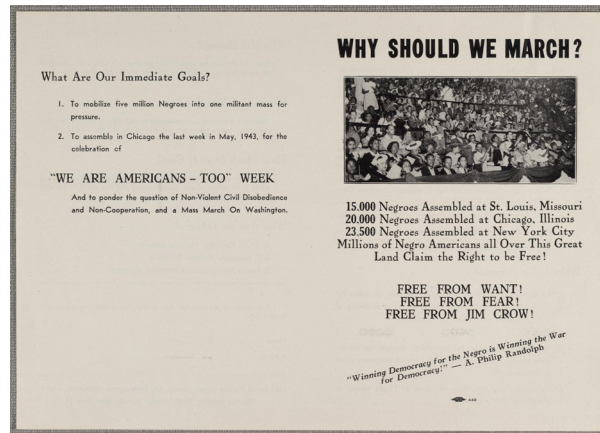 What Are Our Immediate Goals?
1. To mobilize five million Negroes into one militant mass for
pressure.
2. To assemble in Chicago the last week in May, 1943, for the
celebration of
"WE ARE AMERICANS – TOO" WEEK
And to ponder the question of Non-Violent Civil Disobedience
and Non-Cooperation, and a Mass March On Washington.
WHY SHOULD WE MARCH?
15.000 Negroes Assembled at St. Louis, Missouri
20.000 Negroes Assembled at Chicago, Illinois
23.500 Negroes Assembled at New York City
Millions of Negro Americans all Over This Great
Land Claim the Right to be Free!
FREE FROM WANT!
FREE FROM FEAR!
FREE FROM JIM CROW!
"Winning Democracy for the Negro is Winning the War
for Democracy!" — A. Philip Randolph